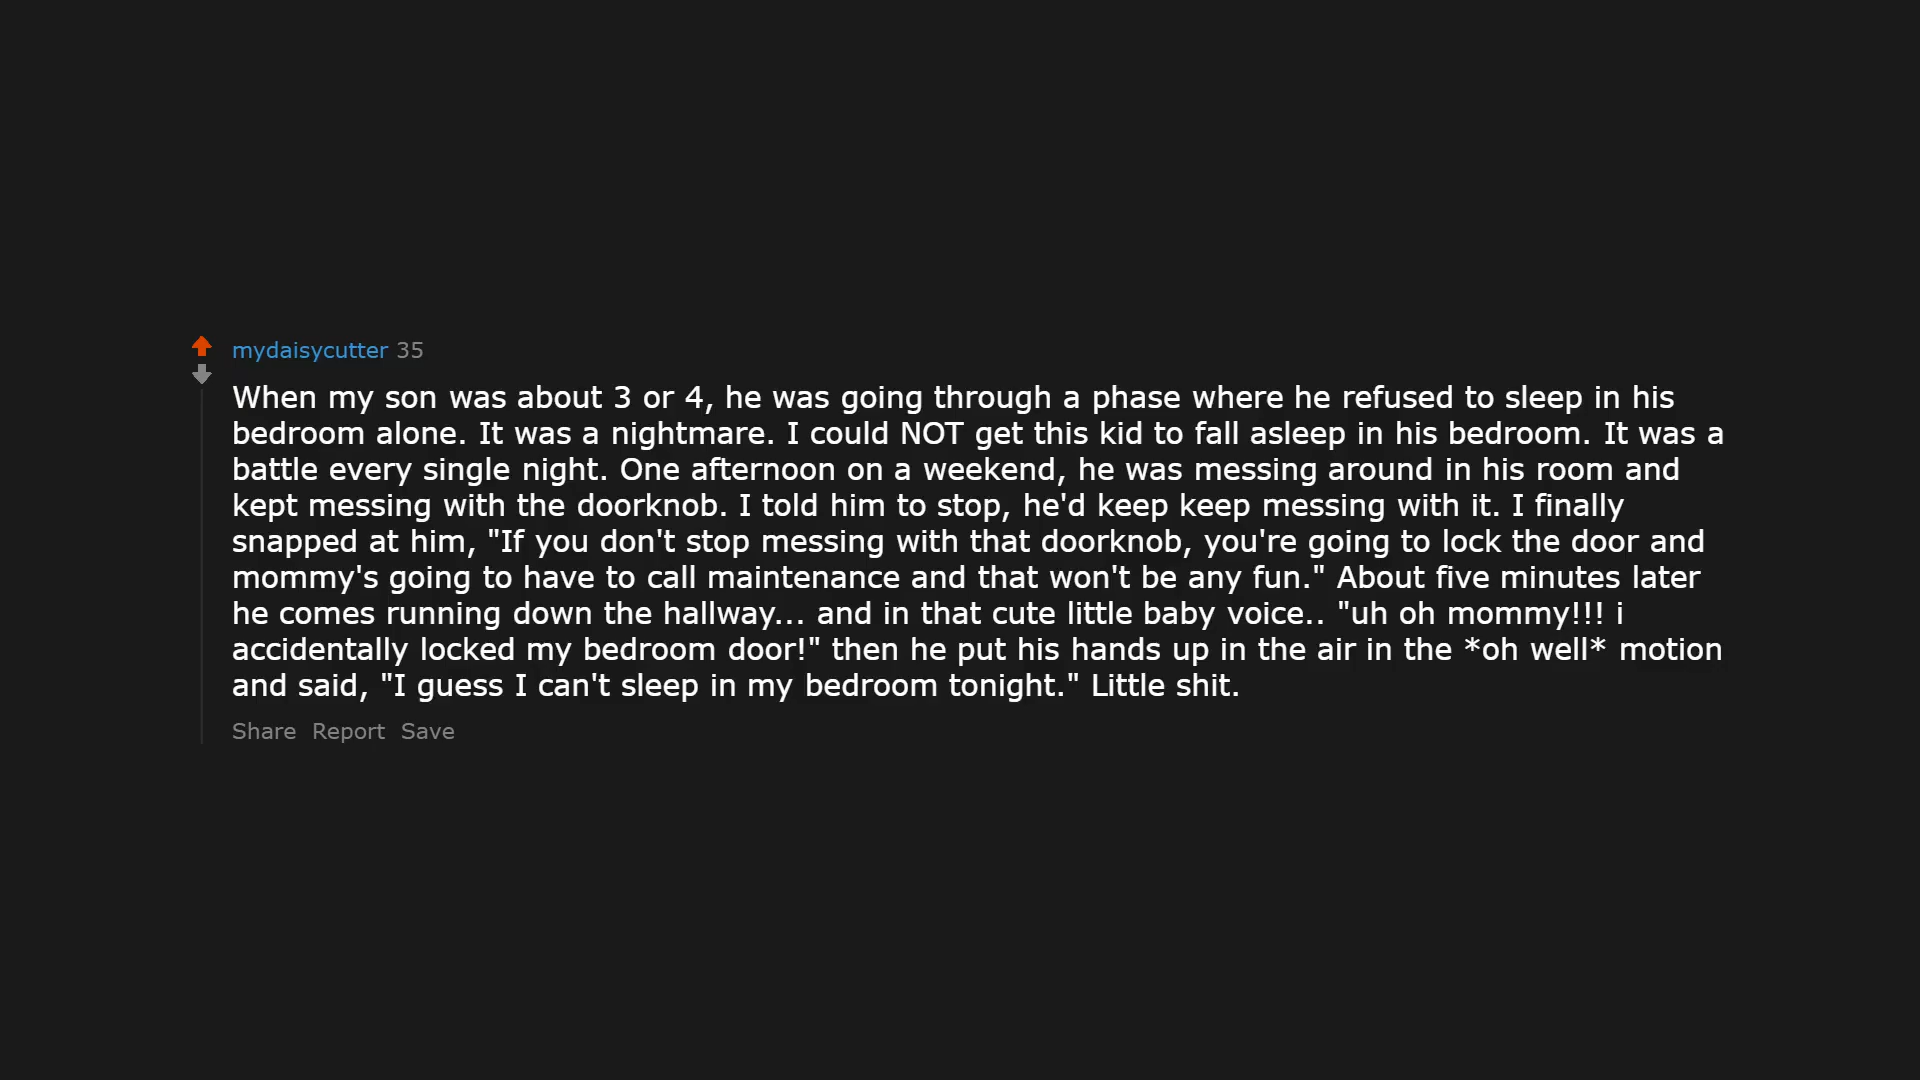 mydaisycutter 35
When my son was about 3 or 4, he was going through a phase where he refused to sleep in his
bedroom alone. It was a nightmare. I could NOT get this kid to fall asleep in his bedroom. It was a
battle every single night. One afternoon on a weekend, he was messing around in his room and
kept messing with the doorknob. I told him to stop, he'd keep keep messing with it. I finally
snapped at him, "If you don't stop messing with that doorknob, you're going to lock the door and
mommy's going to have to call maintenance and that won't be any fun." About five minutes later
he comes running down the hallway... and in that cute little baby voice.. "uh oh mommy!!! i
accidentally locked my bedroom door!" then he put his hands up in the air in the *oh well* motion
and said, "I guess I can't sleep in my bedroom tonight." Little shit.
Share Report Save